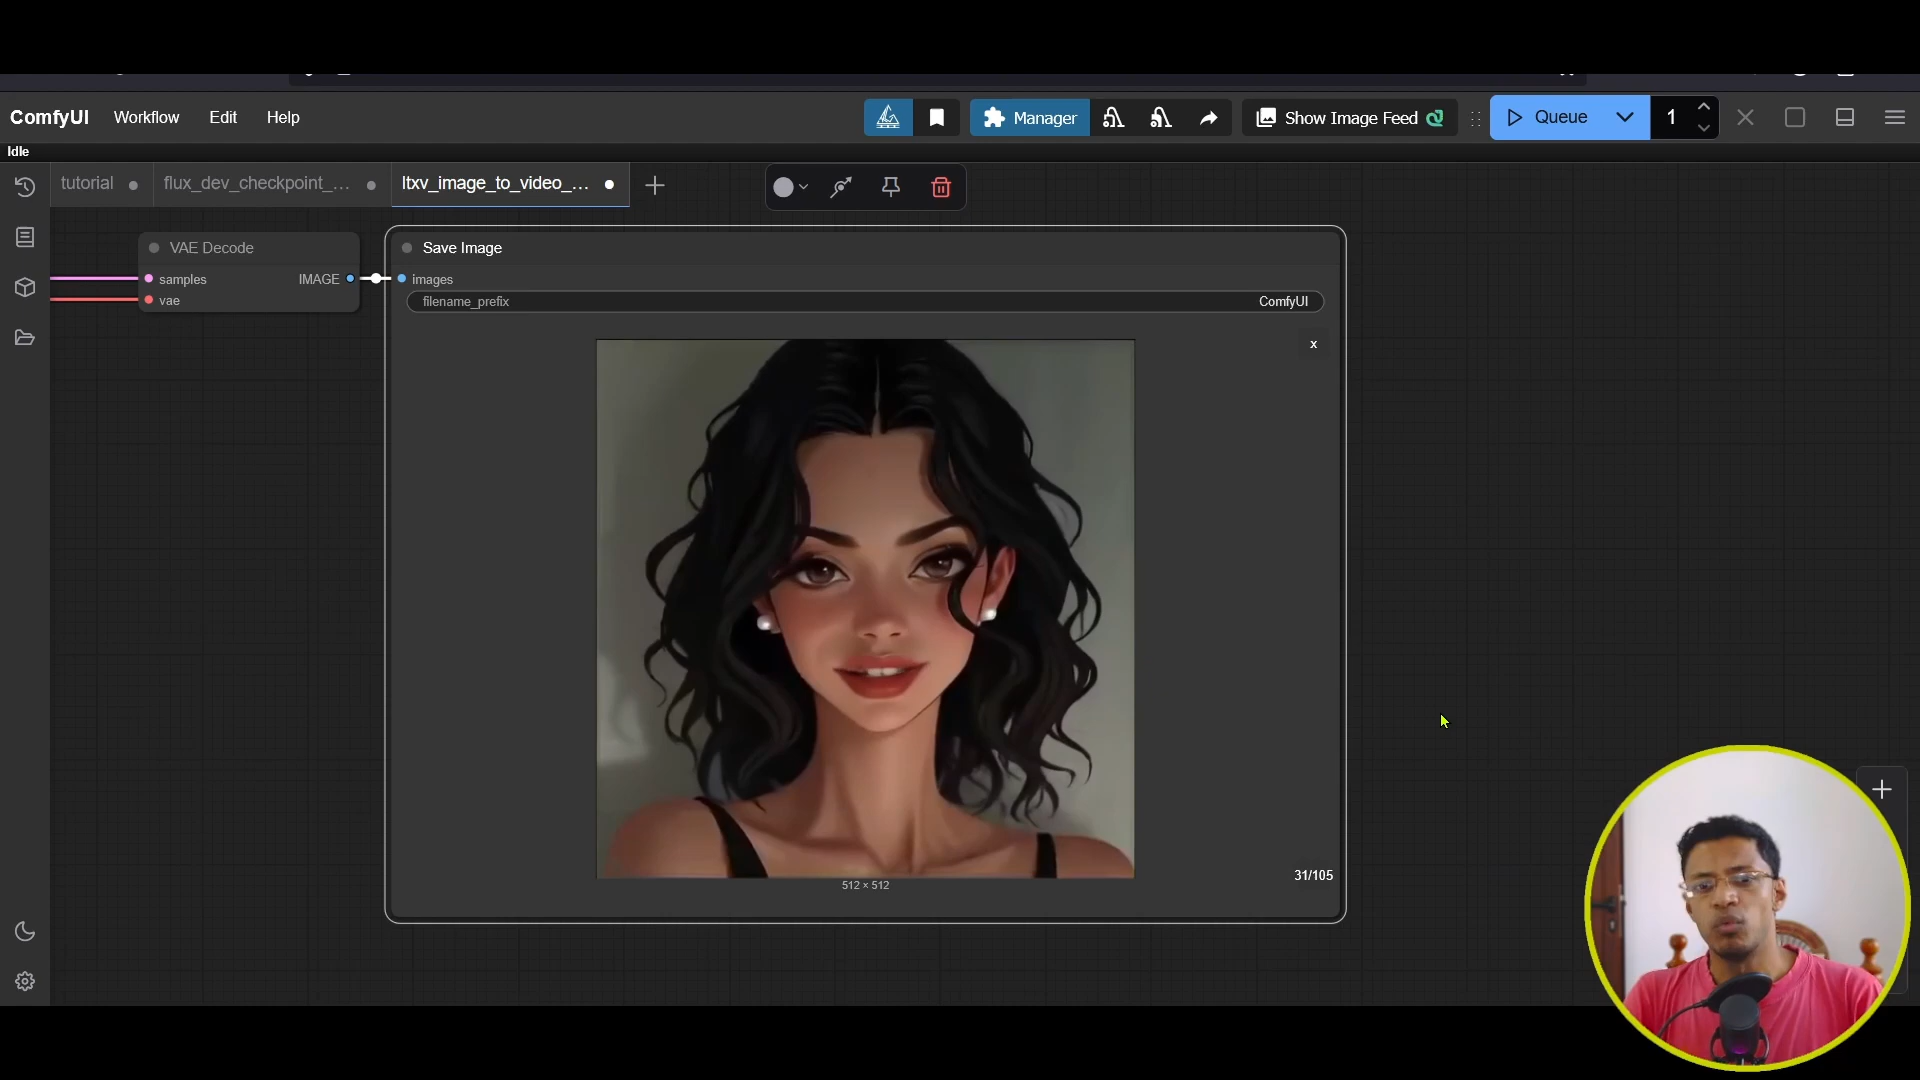 ComfyUI Workflow Edit Help Manager Show Image Feed Queue 1
Idle
tutorial flux_dev_checkpoint_... ltxv_image_to_video_...
VAE Decode
samples IMAGE
vae
Save Image
images
filename_prefix ComfyUI
x
31/105
512 × 512